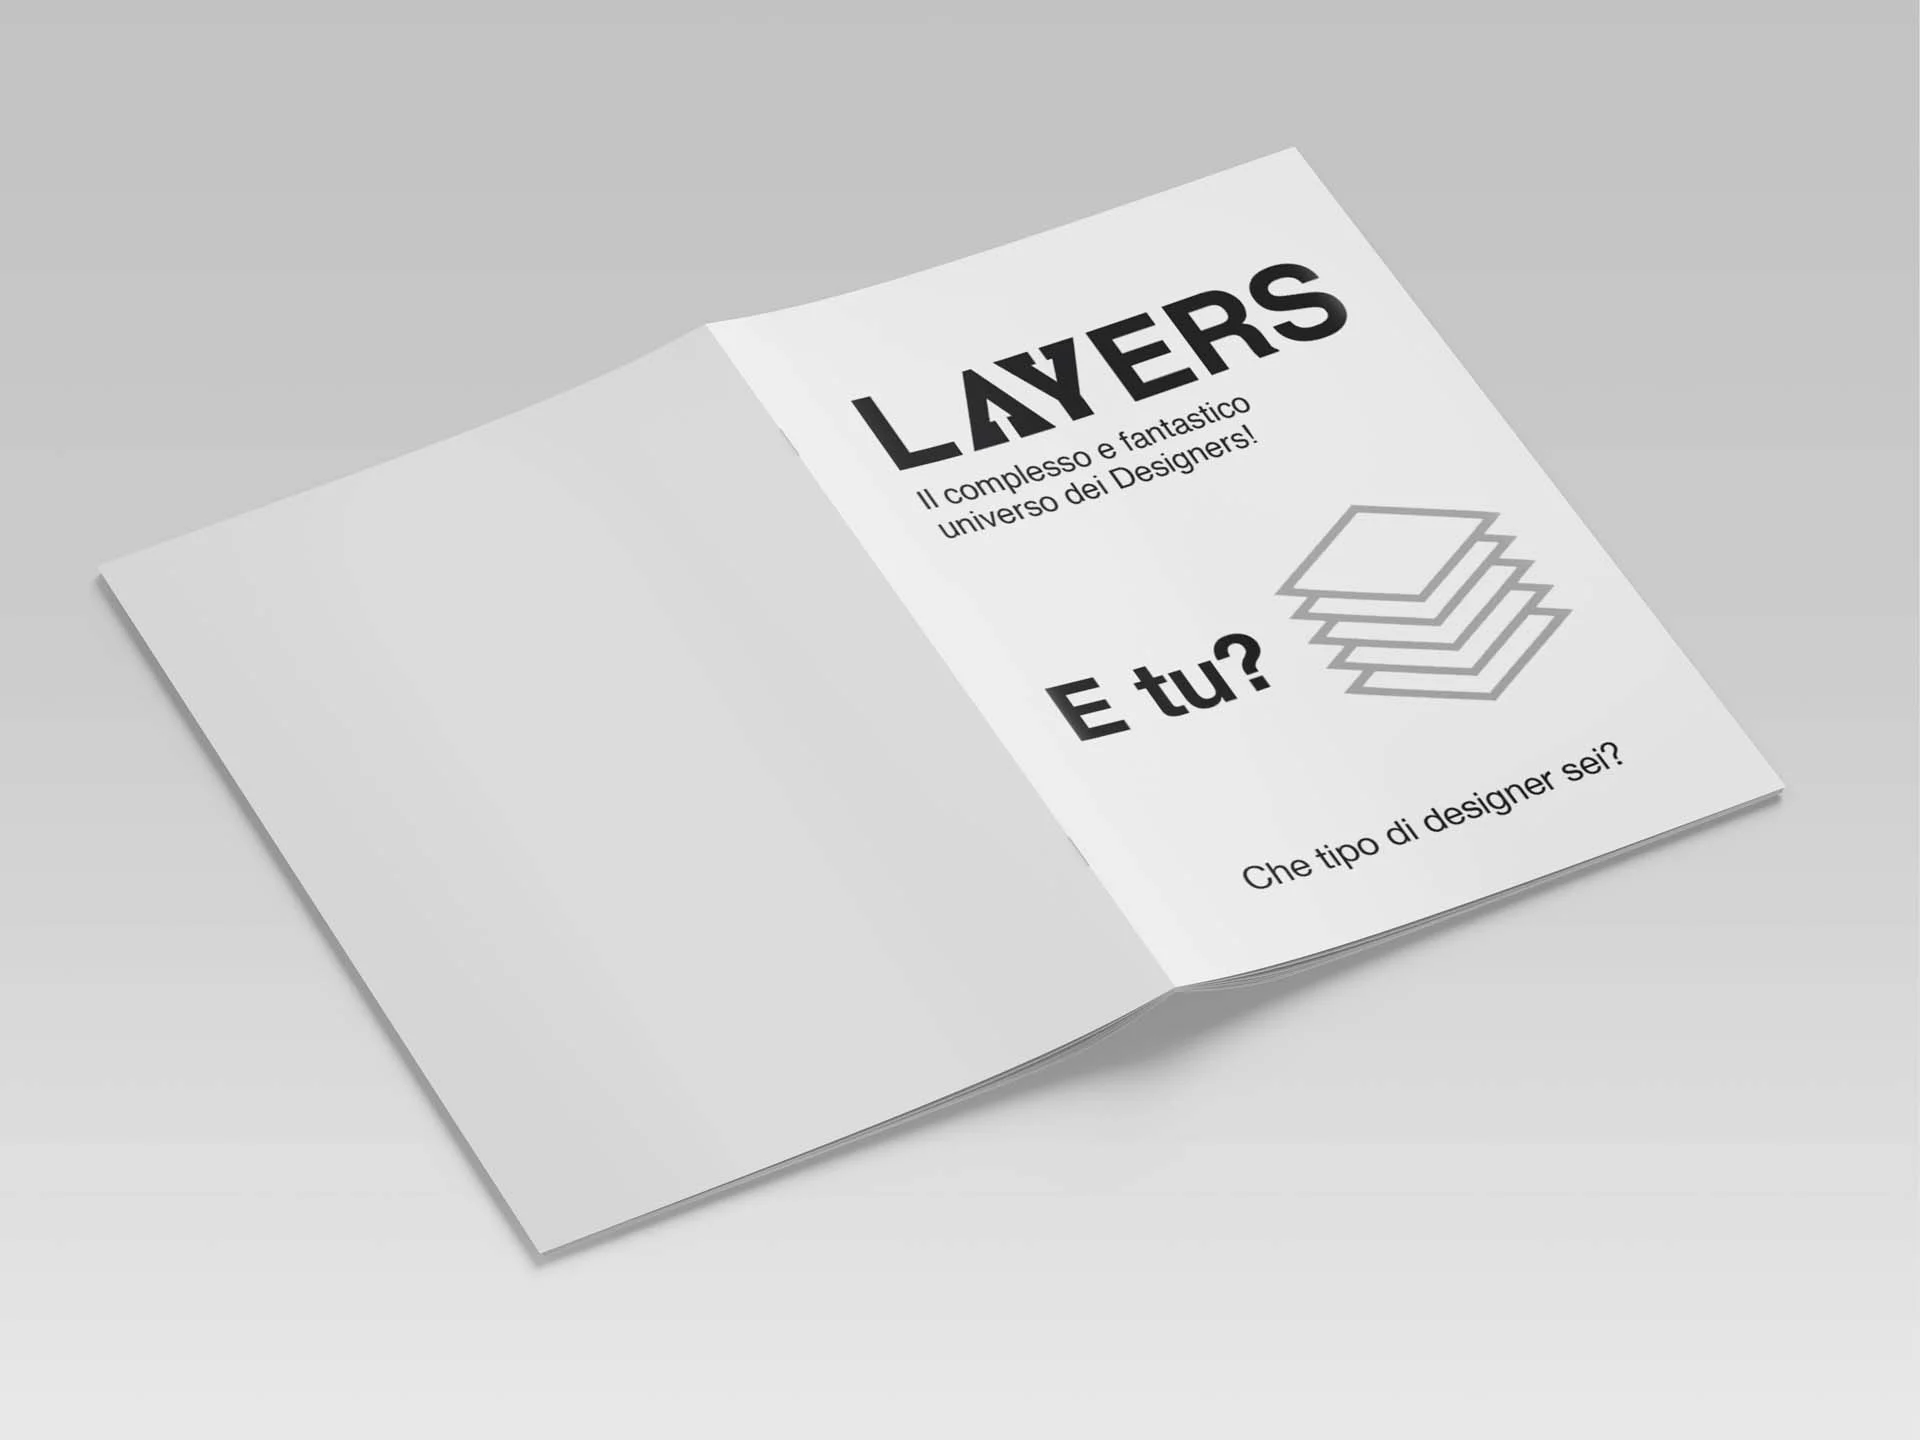 LAYERS
Il complesso e fantastico
universo dei Designers!
E tu?
Che tipo di designer sei?